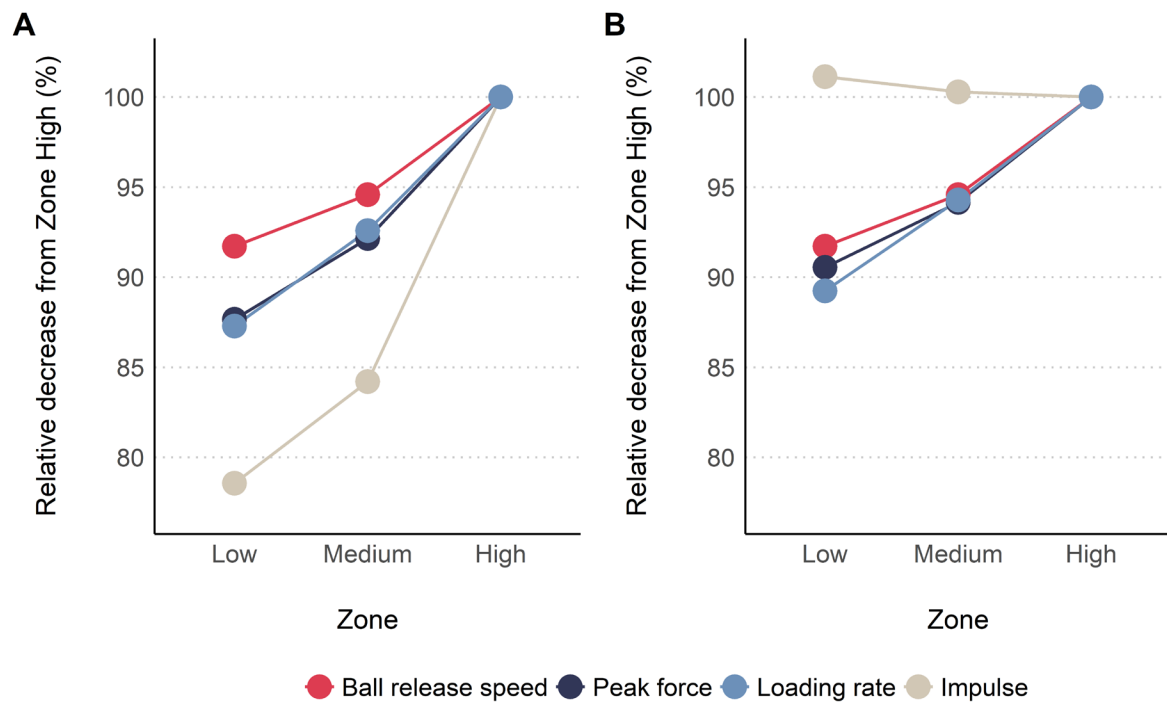 A
Relative decrease from Zone High (%)
100
95
90
85
80
Low Medium High
Zone
B
Relative decrease from Zone High (%)
100
95
90
85
80
Low Medium High
Zone
Ball release speed Peak force Loading rate Impulse